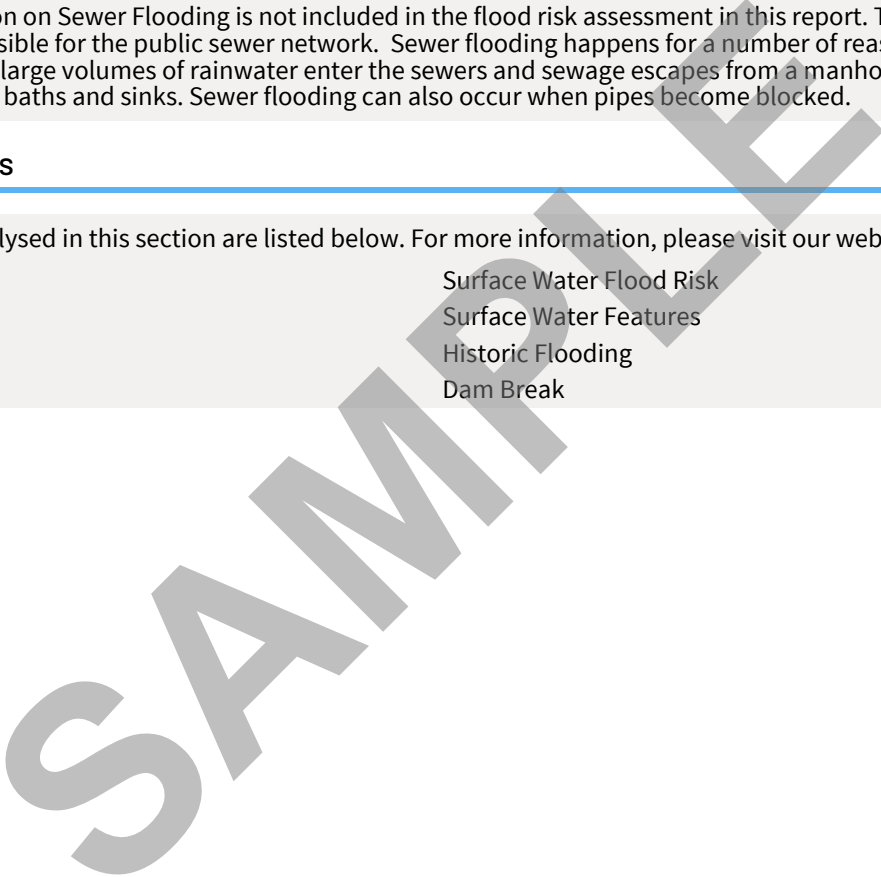 n on Sewer Flooding is not included in the flood risk assessment in this report. T
sible for the public sewer network. Sewer flooding happens for a number of reas
large volumes of rainwater enter the sewers and sewage escapes from a manho
baths and sinks. Sewer flooding can also occur when pipes become blocked.
s
lysed in this section are listed below. For more information, please visit our web
Surface Water Flood Risk
Surface Water Features
Historic Flooding
Dam Break
SAMPLE